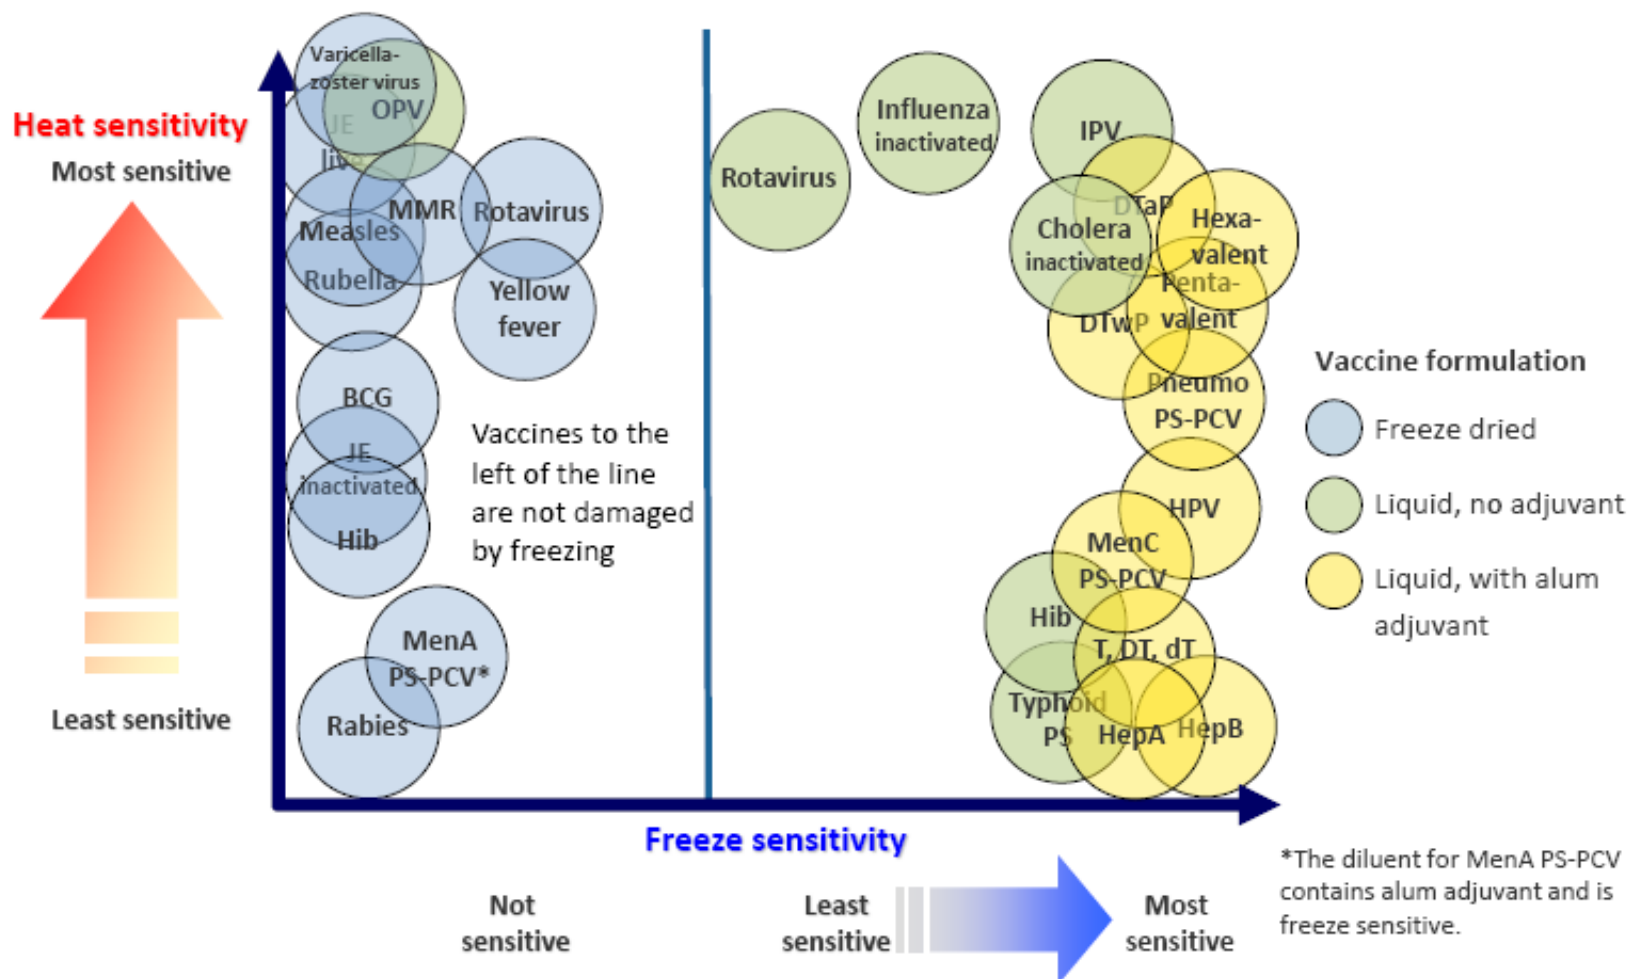 Varicella-
zoster virus
OPV
JE
live
Heat sensitivity
Most sensitive
Least sensitive
MMR
Rotavirus
Measles
Rubella
Yellow
fever
BCG
JE
inactivated
Hib
MenA
PS-PCV*
Rabies
Vaccines to the
left of the line
are not damaged
by freezing
Rotavirus
Influenza
inactivated
IPV
DTaP
Cholera
inactivated
Hexa-
valent
Penta-
valent
DTwP
Pneumo
PS-PCV
HPV
MenC
PS-PCV
Hib
T, DT, dT
Typhoid
PS
HepA
HepB
Vaccine formulation
Freeze dried
Liquid, no adjuvant
Liquid, with alum
adjuvant
Freeze sensitivity
Not
sensitive
Least
sensitive
Most
sensitive
*The diluent for MenA PS-PCV
contains alum adjuvant and is
freeze sensitive.